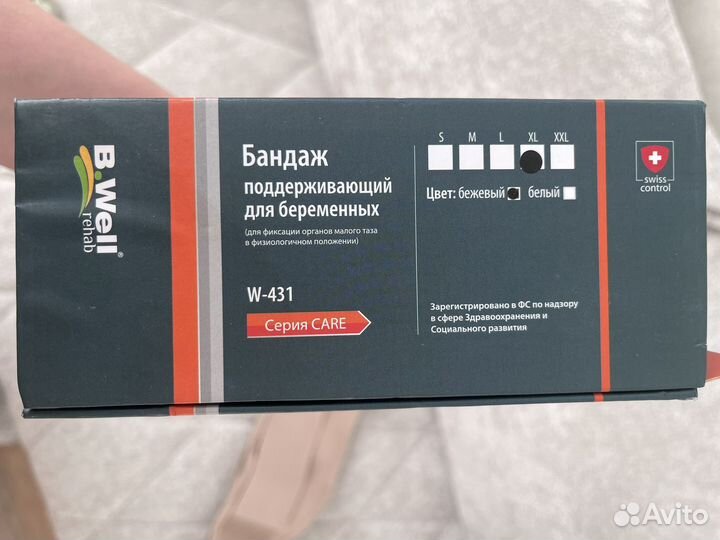 B.Well®
rehab
Бандаж
поддерживающий
для беременных
(для фиксации органов малого таза
в физиологичном положении)
W-431
Серия CARE
S M L XL XXL
Цвет: бежевый белый
swiss
control
Зарегистрировано в ФС по надзору
в сфере Здравоохранения и
Социального развития
Avito